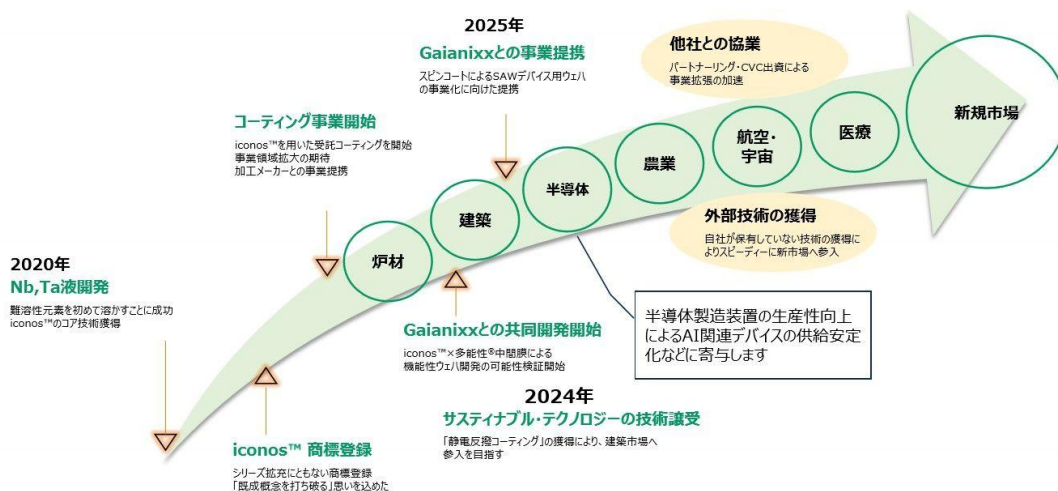 2020年
Nb,Ta液開発
難溶性元素を初めて溶かすことに成功
iconos™のコア技術獲得
iconos™ 商標登録
シリーズ拡充にともない商標登録
「既成概念を打ち破る」思いを込めた
コーティング事業開始
iconos™を用いた受託コーティングを開始
事業領域拡大の期待
加工メーカーとの事業提携
Gaianixxとの共同開発開始
iconos™×多能性®中間膜による
機能性ウェハ開発の可能性検証開始
2024年
サスティナブル・テクノロジーの技術譲受
「静電反撥コーティング」の獲得により、建築市場へ
参入を目指す
2025年
Gaianixxとの事業提携
スピンコートによるSAWデバイス用ウェハ
の事業化に向けた提携
炉材
建築
半導体
農業
航空・
宇宙
医療
新規市場
他社との協業
パートナーリング・CVC出資による
事業拡張の加速
外部技術の獲得
自社が保有していない技術の獲得に
よりスピーディーに新市場へ参入
半導体製造装置の生産性向上
によるAI関連デバイスの供給安定
化などに寄与します